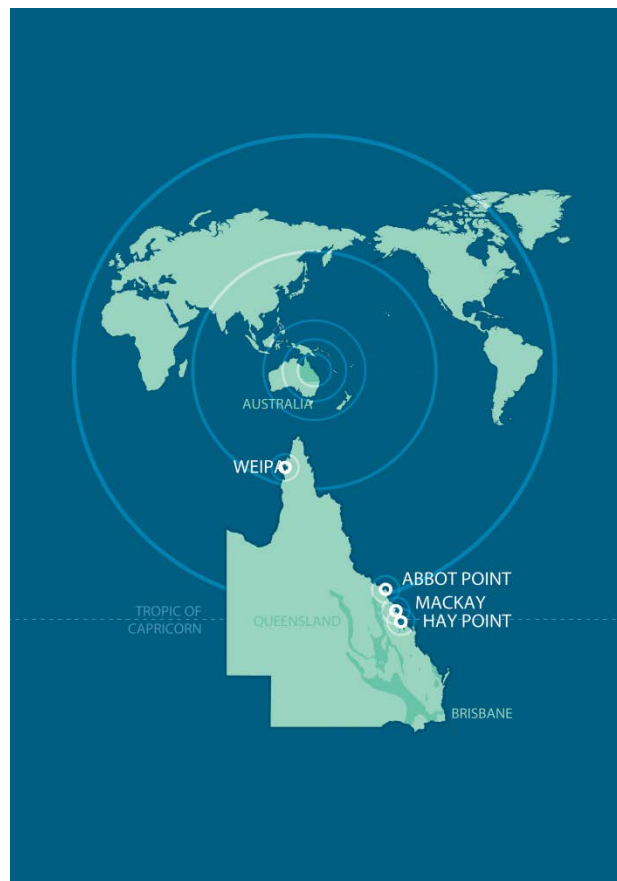 AUSTRALIA
WEIPA
ABBOT POINT
MACKAY
HAY POINT
TROPIC OF
CAPRICORN
QUEENSLAND
BRISBANE